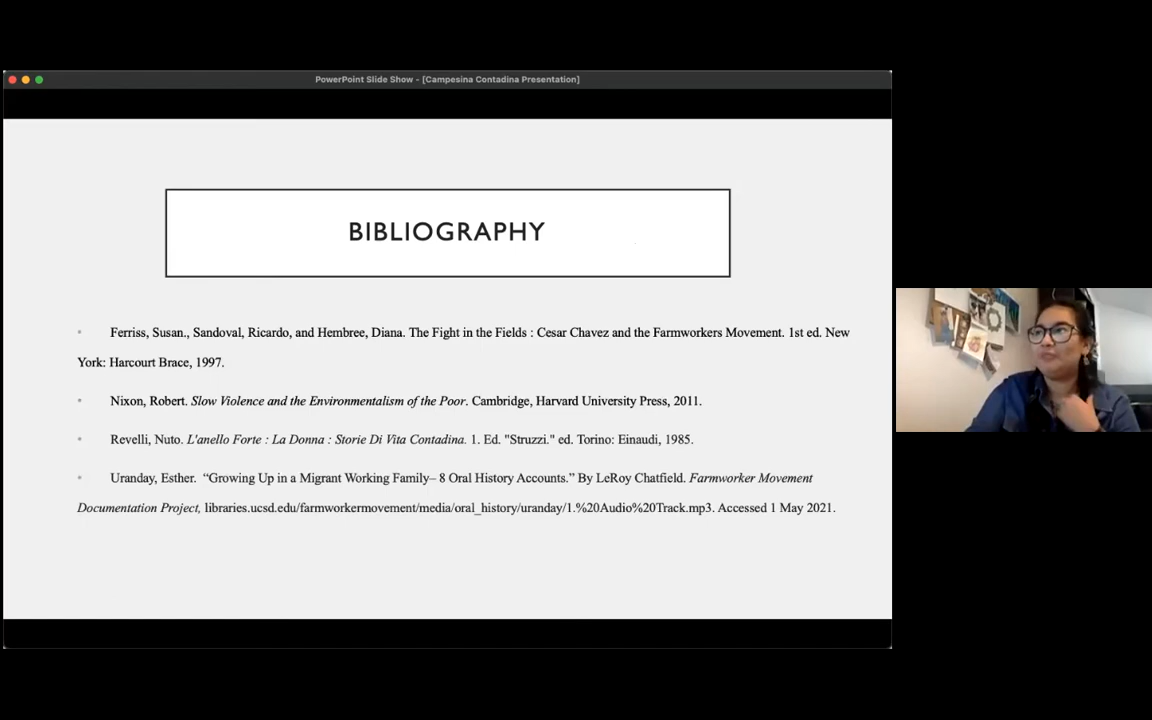 PowerPoint Slide Show - [Campesina Contadina Presentation]
BIBLIOGRAPHY
• Ferriss, Susan., Sandoval, Ricardo, and Hembree, Diana. The Fight in the Fields : Cesar Chavez and the Farmworkers Movement. 1st ed. New
York: Harcourt Brace, 1997.
• Nixon, Robert. Slow Violence and the Environmentalism of the Poor. Cambridge, Harvard University Press, 2011.
• Revelli, Nuto. L'anello Forte : La Donna : Storie Di Vita Contadina. 1. Ed. "Struzzi." ed. Torino: Einaudi, 1985.
• Uranday, Esther. “Growing Up in a Migrant Working Family– 8 Oral History Accounts.” By LeRoy Chatfield. Farmworker Movement
Documentation Project, libraries.ucsd.edu/farmworkermovement/media/oral_history/uranday/1.%20Audio%20Track.mp3. Accessed 1 May 2021.